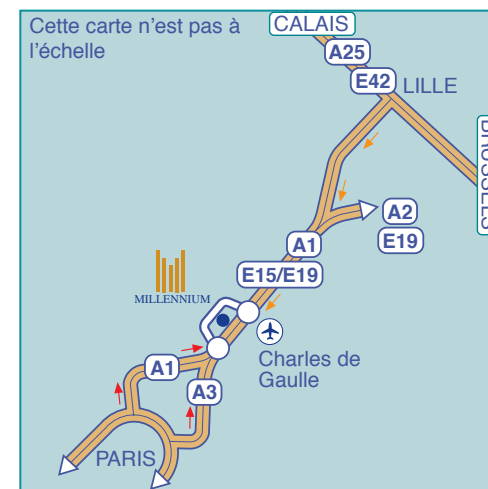 Cette carte n'est pas à
l'échelle
CALAIS
A25
E42
LILLE
A2
E19
A1
E15/E19
MILLENNIUM
Charles de
Gaulle
A1
A3
PARIS